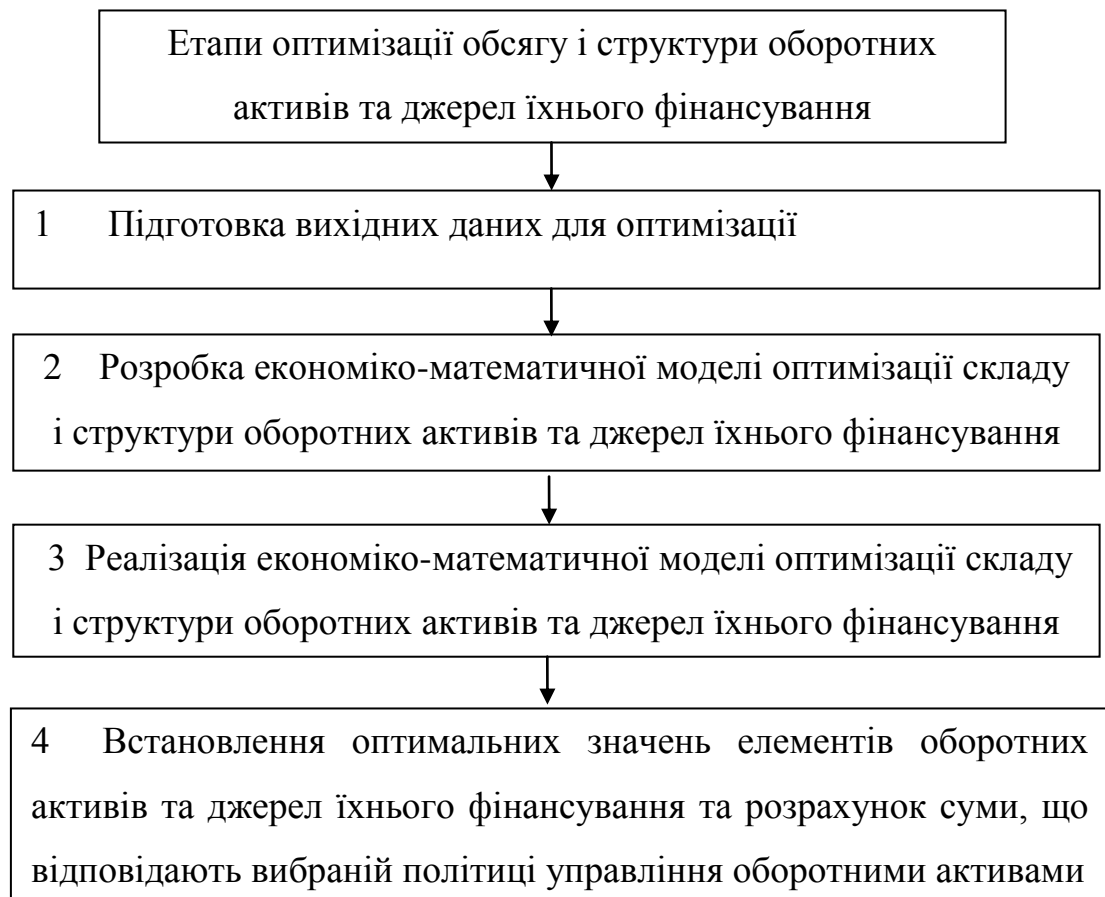 Етапи оптимізації обсягу і структури оборотних
активів та джерел їхнього фінансування
1 Підготовка вихідних даних для оптимізації
2 Розробка економіко-математичної моделі оптимізації складу
і структури оборотних активів та джерел їхнього фінансування
3 Реалізація економіко-математичної моделі оптимізації складу
і структури оборотних активів та джерел їхнього фінансування
4 Встановлення оптимальних значень елементів оборотних
активів та джерел їхнього фінансування та розрахунок суми, що
відповідають вибраній політиці управління оборотними активами